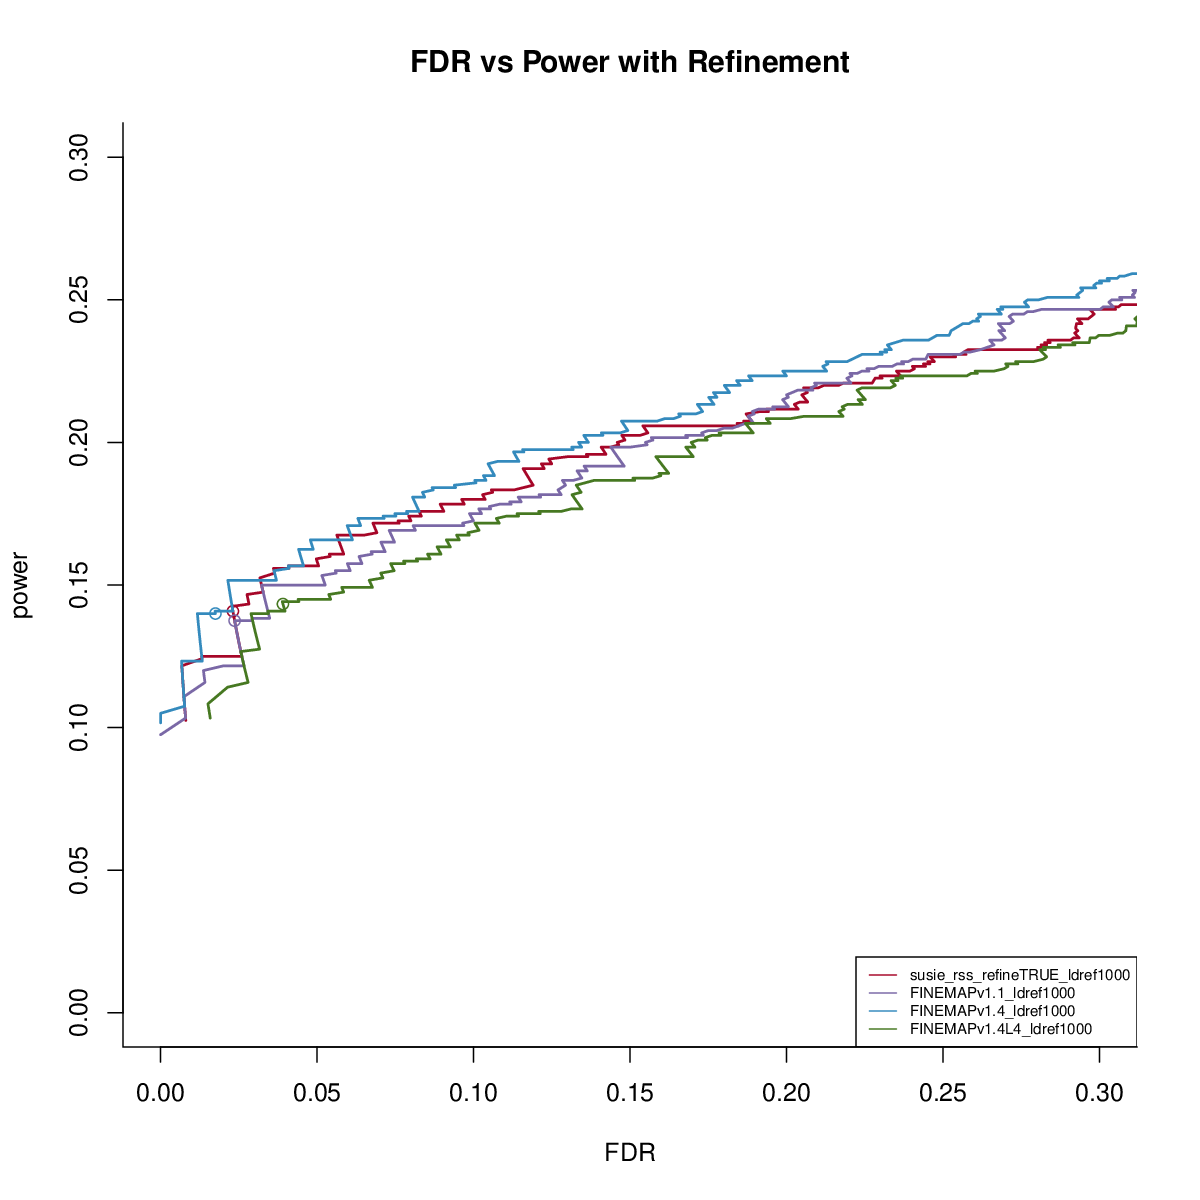 FDR vs Power with Refinement
power
0.30
0.25
0.20
0.15
0.10
0.05
0.00
susie_rss_refineTRUE_ldref1000
FINEMAPv1.1_ldref1000
FINEMAPv1.4_ldref1000
FINEMAPv1.4L4_ldref1000
0.00 0.05 0.10 0.15 0.20 0.25 0.30
FDR